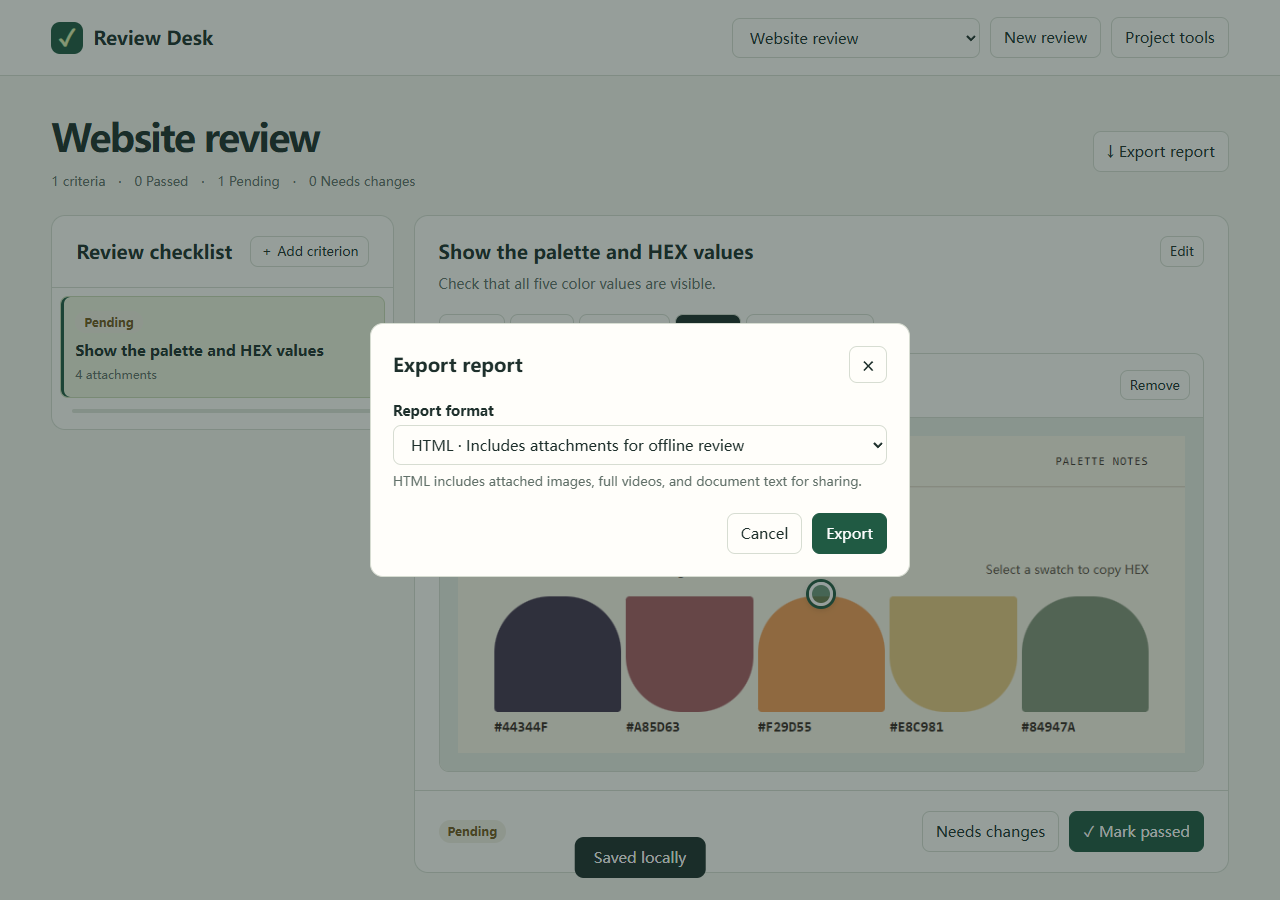 Review Desk
Website review
New review
Project tools
Website review
↓ Export report
1 criteria · 0 Passed · 1 Pending · 0 Needs changes
Review checklist
+ Add criterion
Pending
Show the palette and HEX values
4 attachments
Show the palette and HEX values
Edit
Check that all five color values are visible.
Remove
Export report
×
Report format
HTML · Includes attachments for offline review
HTML includes attached images, full videos, and document text for sharing.
Cancel
Export
PALETTE NOTES
Select a swatch to copy HEX
#44344F
#A85D63
#F29D55
#E8C981
#84947A
Pending
Needs changes
✓ Mark passed
Saved locally